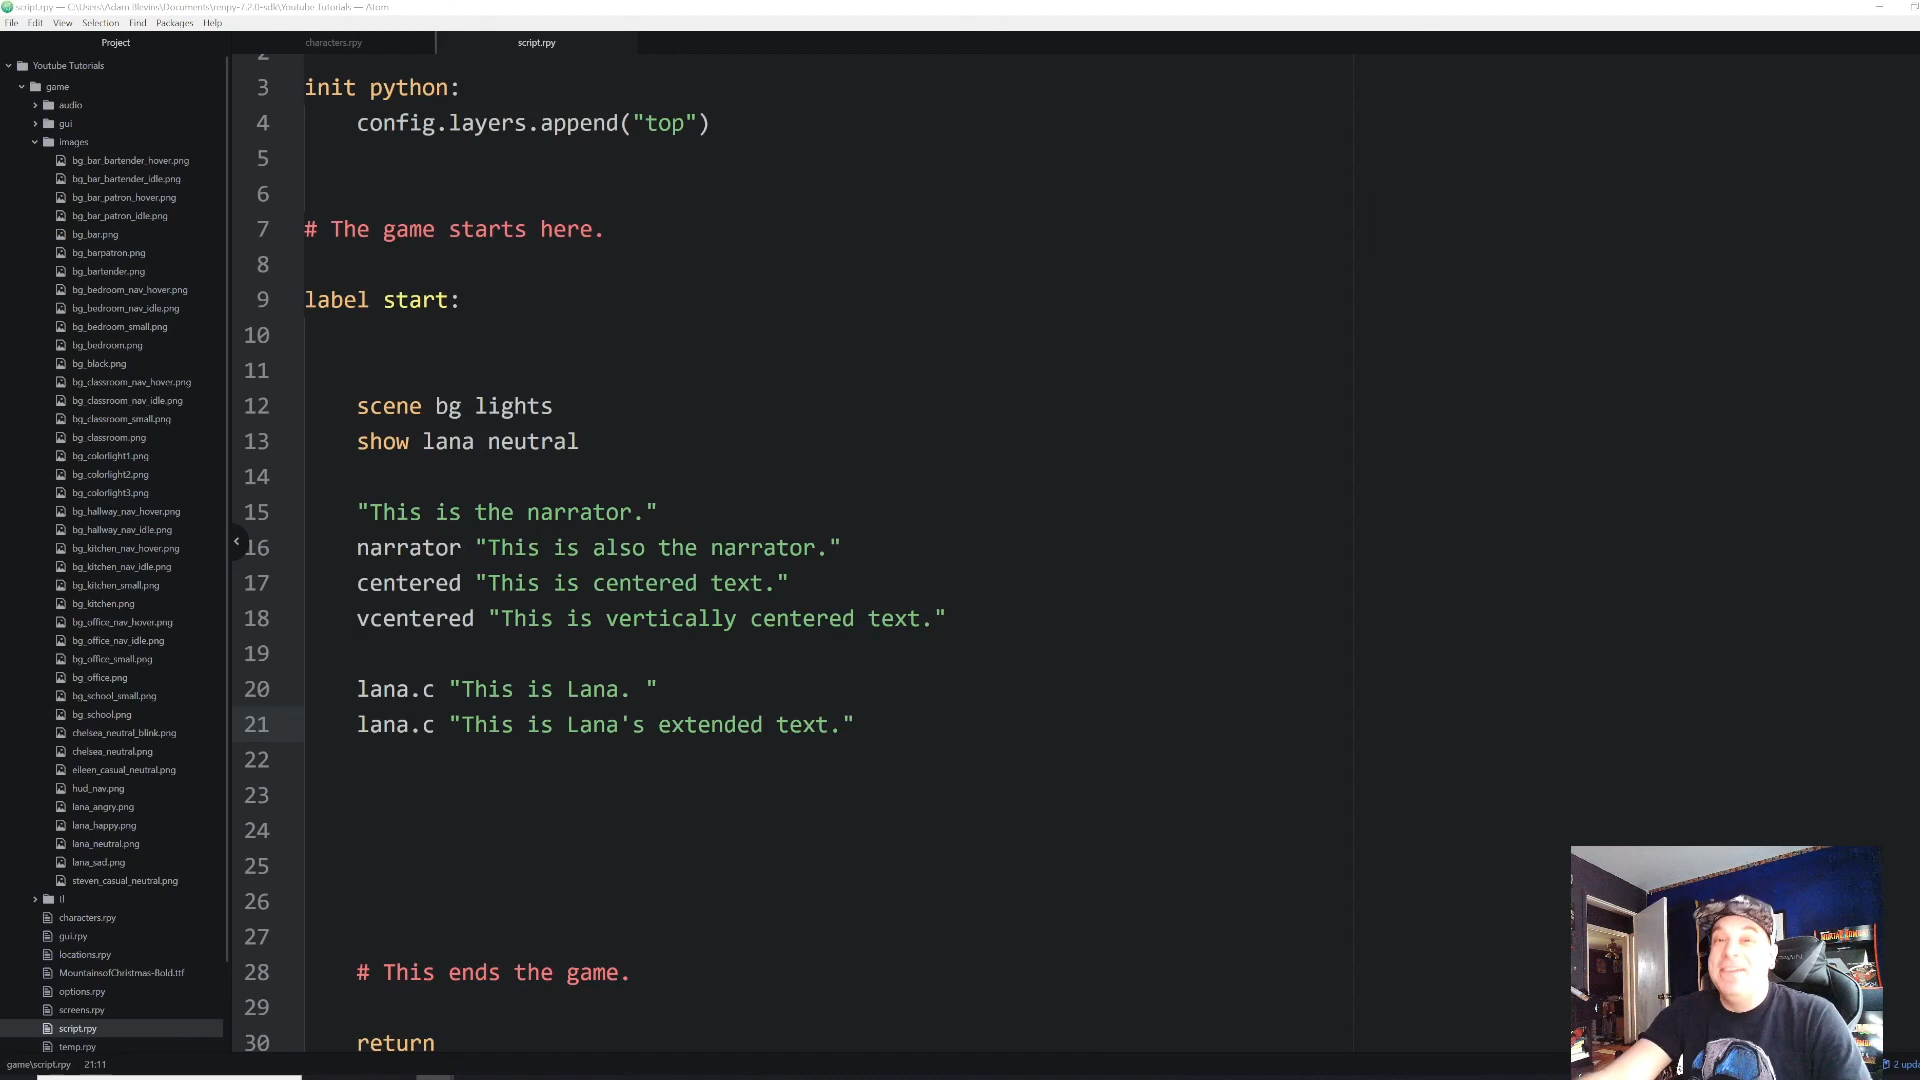 script.rpy — C:\Users\Adam Blevins\Documents\renpy-7.2.0-sdk\Youtube Tutorials — Atom
File Edit View Selection Find Packages Help
Project
characters.rpy
script.rpy
Youtube Tutorials
game
audio
gui
images
bg_bar_bartender_hover.png
bg_bar_bartender_idle.png
bg_bar_patron_hover.png
bg_bar_patron_idle.png
bg_bar.png
bg_barpatron.png
bg_bartender.png
bg_bedroom_nav_hover.png
bg_bedroom_nav_idle.png
bg_bedroom_small.png
bg_bedroom.png
bg_black.png
bg_classroom_nav_hover.png
bg_classroom_nav_idle.png
bg_classroom_small.png
bg_classroom.png
bg_colorlight1.png
bg_colorlight2.png
bg_colorlight3.png
bg_hallway_nav_hover.png
bg_hallway_nav_idle.png
bg_kitchen_nav_hover.png
bg_kitchen_nav_idle.png
bg_kitchen_small.png
bg_kitchen.png
bg_office_nav_hover.png
bg_office_nav_idle.png
bg_office_small.png
bg_office.png
bg_school_small.png
bg_school.png
chelsea_neutral_blink.png
chelsea_neutral.png
eileen_casual_neutral.png
hud_nav.png
lana_angry.png
lana_happy.png
lana_neutral.png
lana_sad.png
steven_casual_neutral.png
tl
characters.rpy
gui.rpy
locations.rpy
MountainsofChristmas-Bold.ttf
options.rpy
screens.rpy
script.rpy
temp.rpy
2
3 init python:
4 config.layers.append("top")
5
6
7 # The game starts here.
8
9 label start:
10
11
12 scene bg lights
13 show lana neutral
14
15 "This is the narrator."
16 narrator "This is also the narrator."
17 centered "This is centered text."
18 vcentered "This is vertically centered text."
19
20 lana.c "This is Lana. "
21 lana.c "This is Lana's extended text."
22
23
24
25
26
27
28 # This ends the game.
29
30 return
game\script.rpy 21:11
2 upda